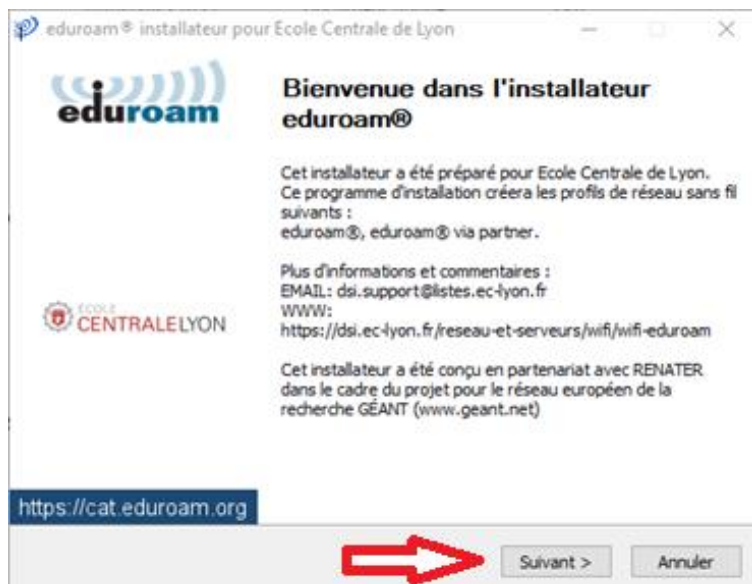 eduroam® installateur pour Ecole Centrale de Lyon
eduroam
Bienvenue dans l'installateur
eduroam®
Cet installateur a été préparé pour Ecole Centrale de Lyon.
Ce programme d'installation créera les profils de réseau sans fil
suivants :
eduroam®, eduroam® via partner.
Plus d'informations et commentaires :
EMAIL: dsi.support@listes.ec-lyon.fr
WWW:
https://dsi.ec-lyon.fr/reseau-et-serveurs/wifi/wifi-eduroam
ECOLE
CENTRALELYON
Cet installateur a été conçu en partenariat avec RENATER
dans le cadre du projet pour le réseau européen de la
recherche GÉANT (www.geant.net)
https://cat.eduroam.org
Suivant >
Annuler